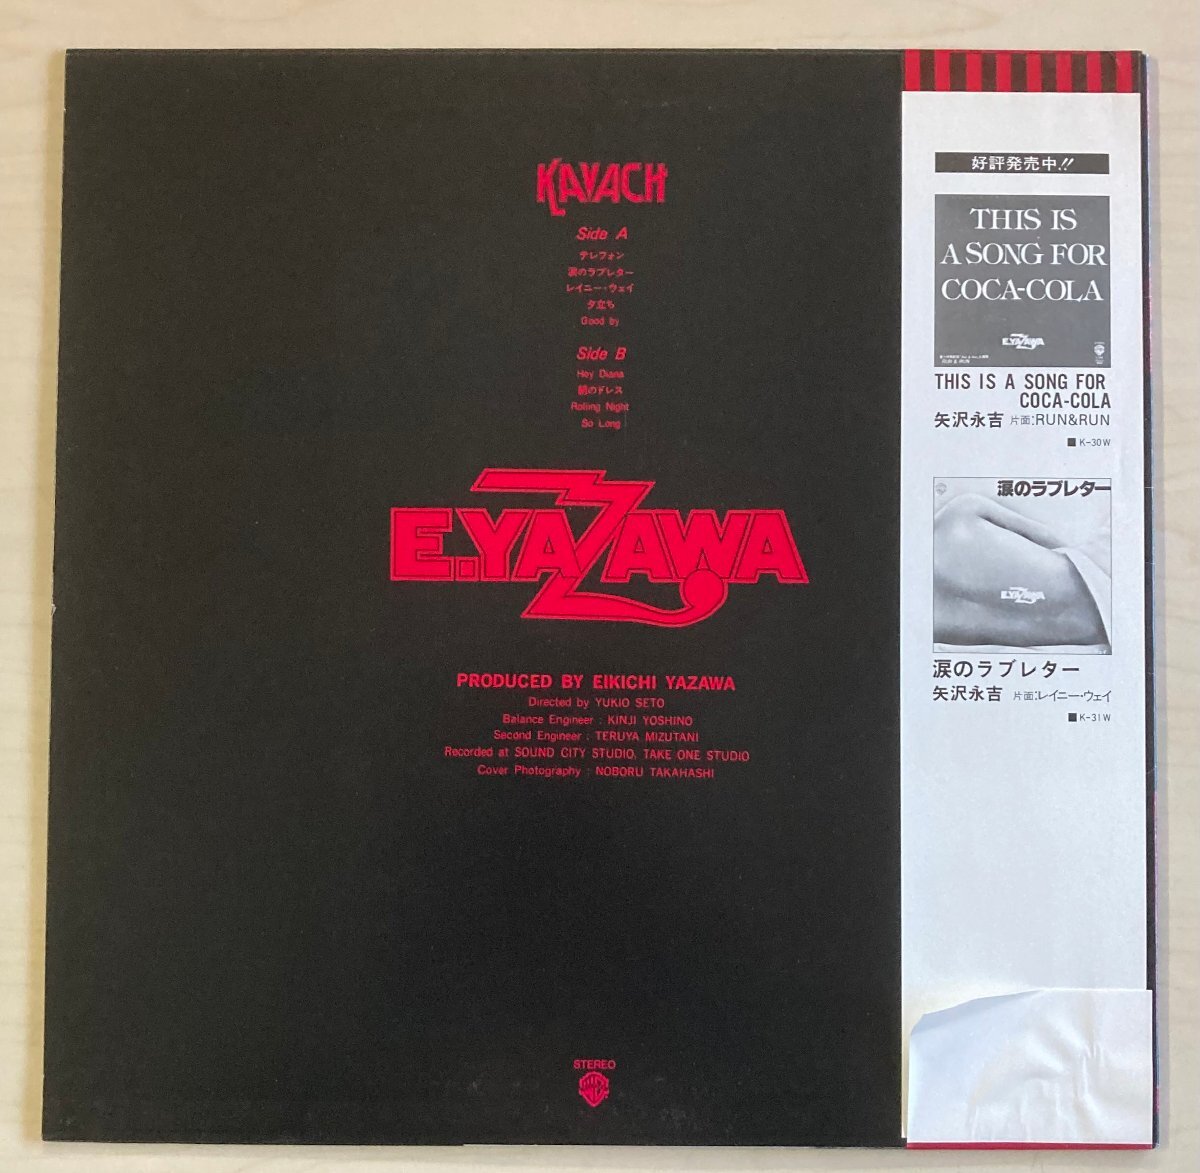 KAVACH
Side A
テレフォン
涙のラブレター
レイニー・ウェイ
夕立ち
Good by
Side B
Hey Diana
朝のドレス
Rolling Night
So Long
E.YAZAWA
PRODUCED BY EIKICHI YAZAWA
Directed by YUKIO SETO
Balance Engineer : KINJI YOSHINO
Second Engineer : TERUYA MIZUTANI
Recorded at SOUND CITY STUDIO, TAKE ONE STUDIO
Cover Photography : NOBORU TAKAHASHI
STEREO
好評発売中!!
THIS IS
A SONG FOR
COCA-COLA
E.YAZAWA
RUN & RUN
THIS IS A SONG FOR
COCA-COLA
矢沢永吉 片面:RUN&RUN
■K-30W
涙のラブレター
E.YAZAWA
涙のラブレター
矢沢永吉 片面:レイニー・ウェイ
■K-31W